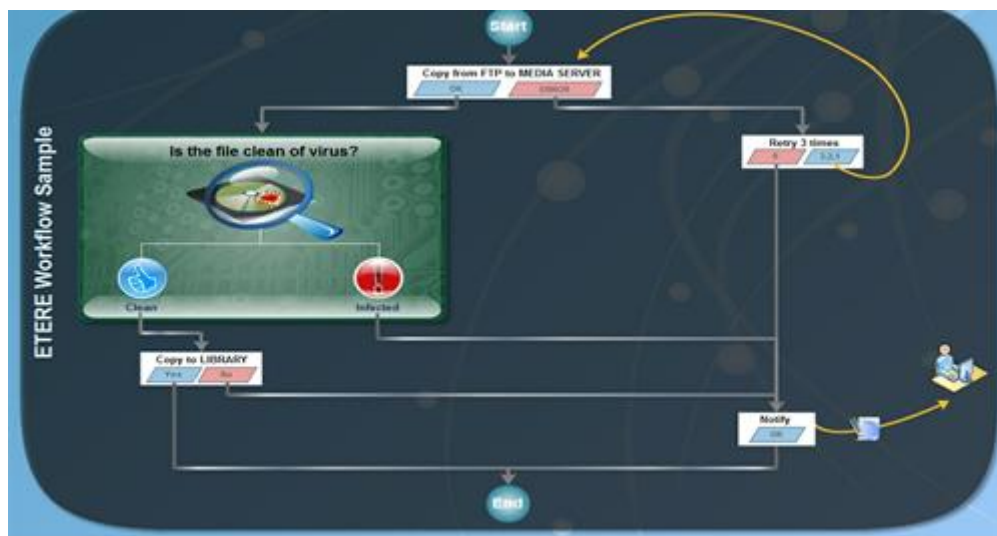 Start
Copy from FTP to MEDIA SERVER
OK ERROR
ETERE Workflow Sample
Is the file clean of virus?
Retry 3 times
Clean Infected
Copy to LIBRARY
Yes No
Notify
OK
End